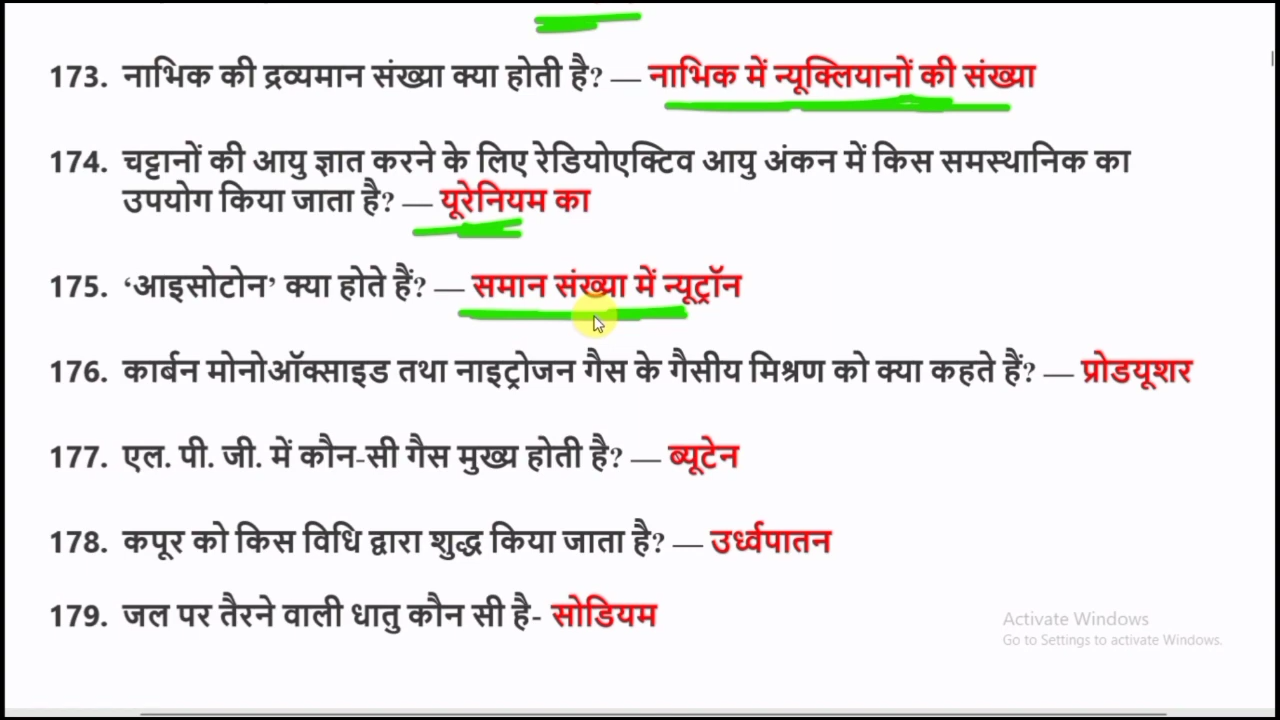 173. नाभिक की द्रव्यमान संख्या क्या होती है? — नाभिक में न्यूक्लियानों की संख्या
174. चट्टानों की आयु ज्ञात करने के लिए रेडियोएक्टिव आयु अंकन में किस समस्थानिक का
उपयोग किया जाता है? — यूरेनियम का
175. ‘आइसोटोन’ क्या होते हैं? — समान संख्या में न्यूट्रॉन
176. कार्बन मोनोऑक्साइड तथा नाइट्रोजन गैस के गैसीय मिश्रण को क्या कहते हैं? — प्रोडयूशर
177. एल. पी. जी. में कौन-सी गैस मुख्य होती है? — ब्यूटेन
178. कपूर को किस विधि द्वारा शुद्ध किया जाता है? — उर्ध्वपातन
179. जल पर तैरने वाली धातु कौन सी है- सोडियम
Activate Windows
Go to Settings to activate Windows.